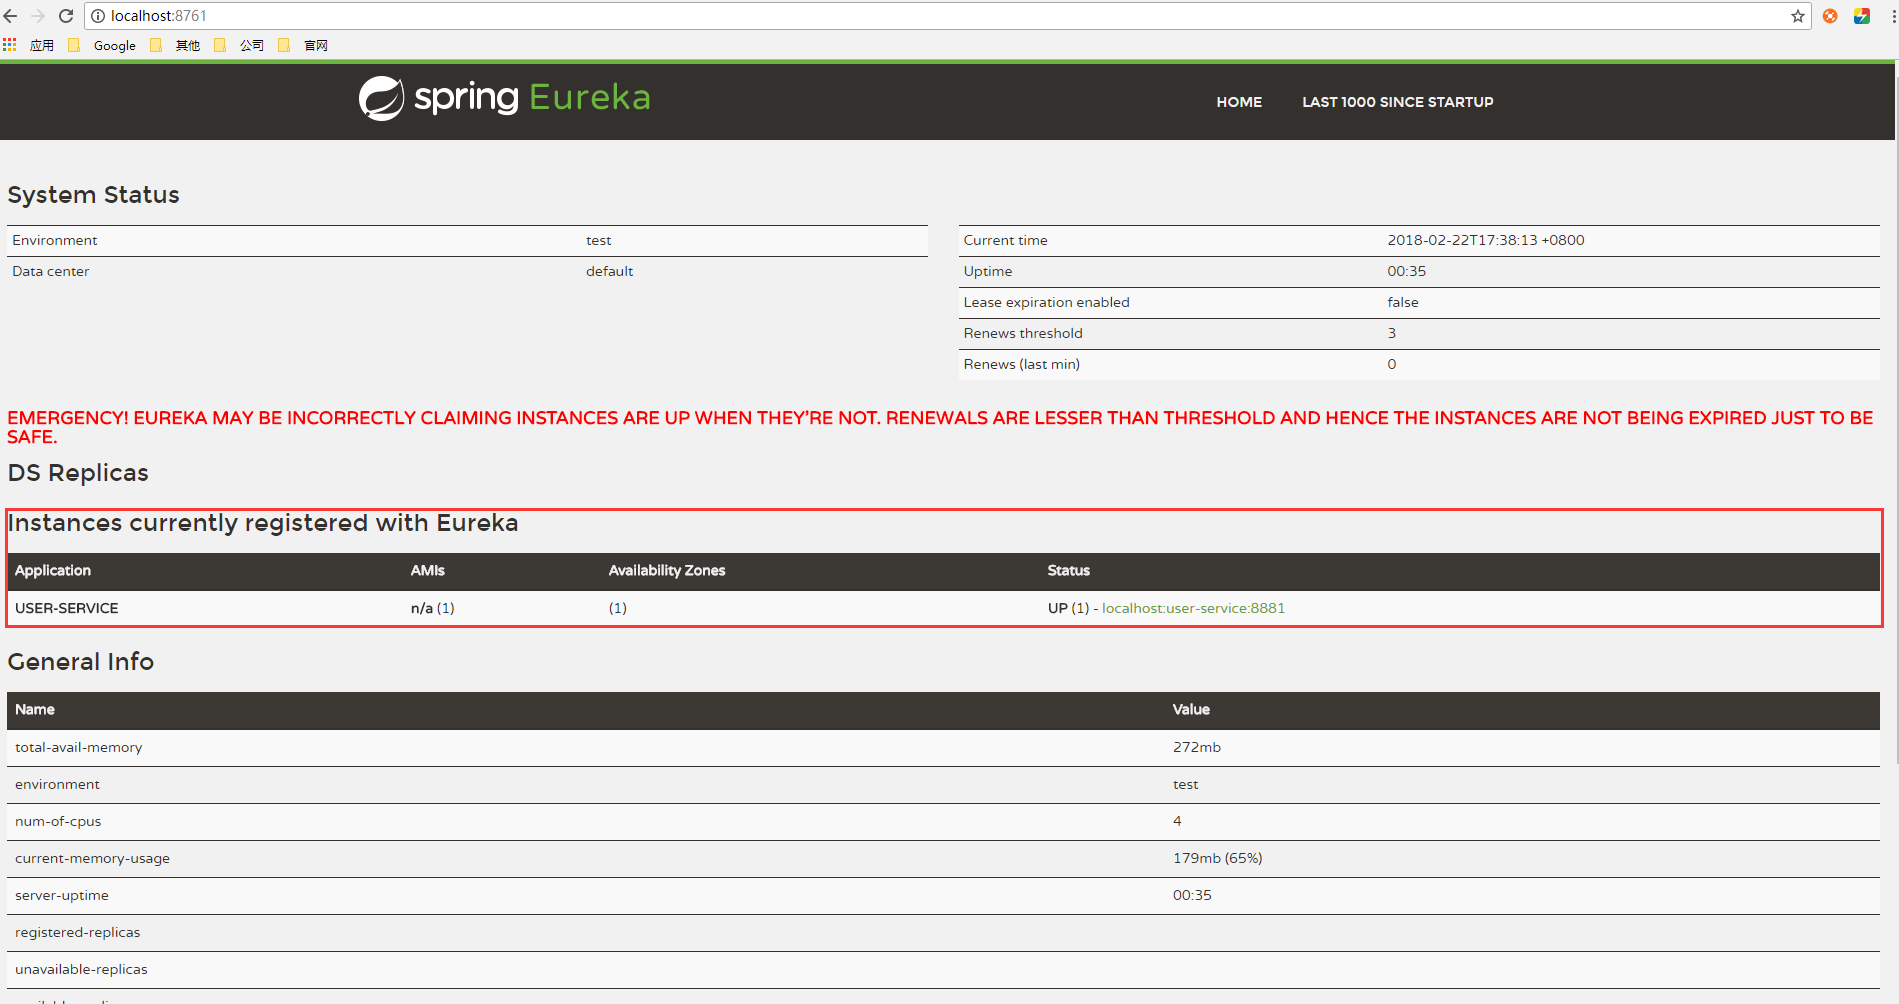 localhost:8761
应用 Google 其他 公司 官网
spring Eureka HOME LAST 1000 SINCE STARTUP
System Status
Environment test
Data center default
Current time 2018-02-22T17:38:13 +0800
Uptime 00:35
Lease expiration enabled false
Renews threshold 3
Renews (last min) 0
EMERGENCY! EUREKA MAY BE INCORRECTLY CLAIMING INSTANCES ARE UP WHEN THEY'RE NOT. RENEWALS ARE LESSER THAN THRESHOLD AND HENCE THE INSTANCES ARE NOT BEING EXPIRED JUST TO BE
SAFE.
DS Replicas
Instances currently registered with Eureka
Application AMIs Availability Zones Status
USER-SERVICE n/a (1) (1) UP (1) - localhost:user-service:8881
General Info
Name Value
total-avail-memory 272mb
environment test
num-of-cpus 4
current-memory-usage 179mb (65%)
server-uptime 00:35
registered-replicas
unavailable-replicas